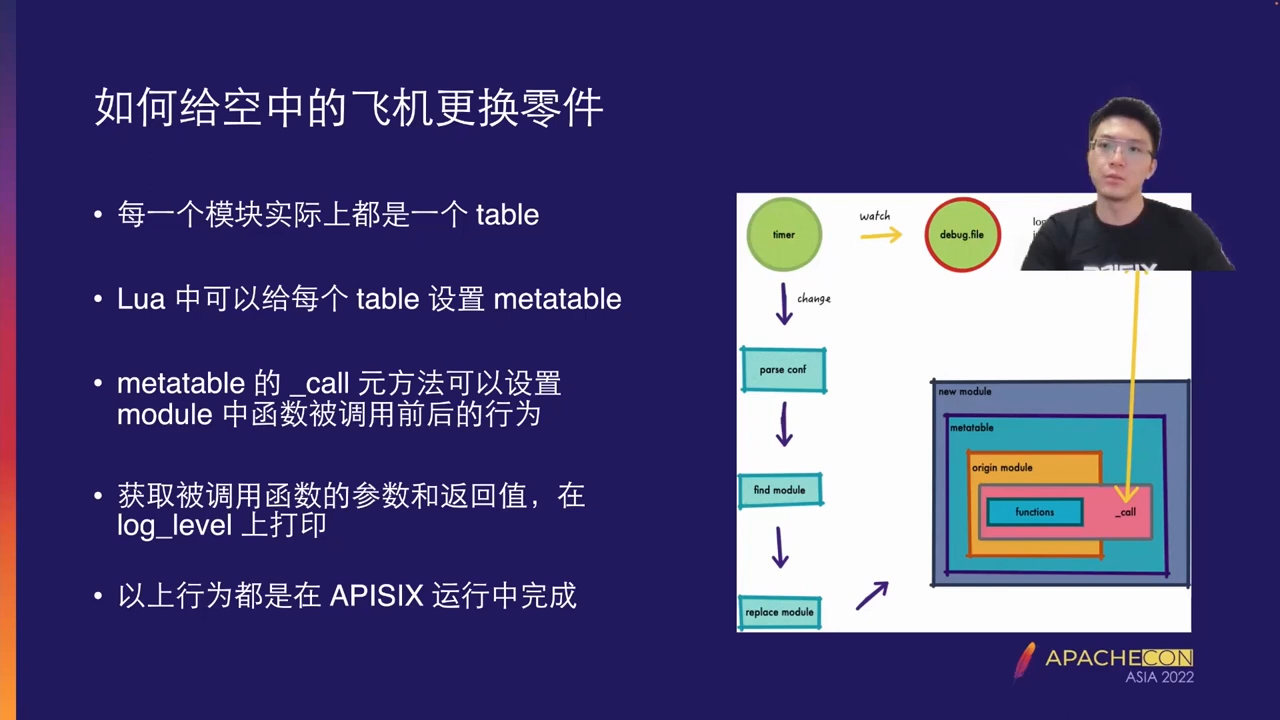 如何给空中的飞机更换零件
• 每一个模块实际上都是一个 table
• Lua 中可以给每个 table 设置 metatable
• metatable 的 _call 元方法可以设置
module 中函数被调用前后的行为
• 获取被调用函数的参数和返回值，在
log_level 上打印
• 以上行为都是在 APISIX 运行中完成
timer
watch
debug.file
change
parse conf
find module
replace module
new module
metatable
origin module
functions
_call
APACHECON
ASIA 2022